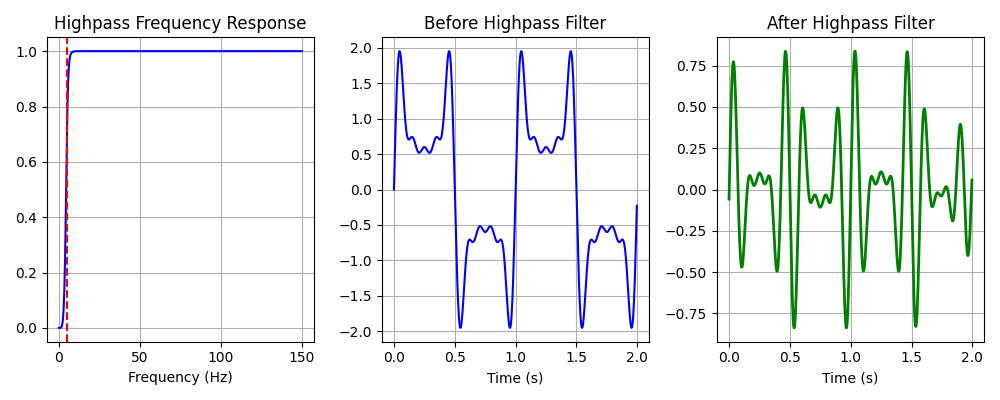 Highpass Frequency Response
1.0
0.8
0.6
0.4
0.2
0.0
0 50 100 150
Frequency (Hz)
Before Highpass Filter
2.0
1.5
1.0
0.5
0.0
−0.5
−1.0
−1.5
−2.0
0.0 0.5 1.0 1.5 2.0
Time (s)
After Highpass Filter
0.75
0.50
0.25
0.00
−0.25
−0.50
−0.75
0.0 0.5 1.0 1.5 2.0
Time (s)